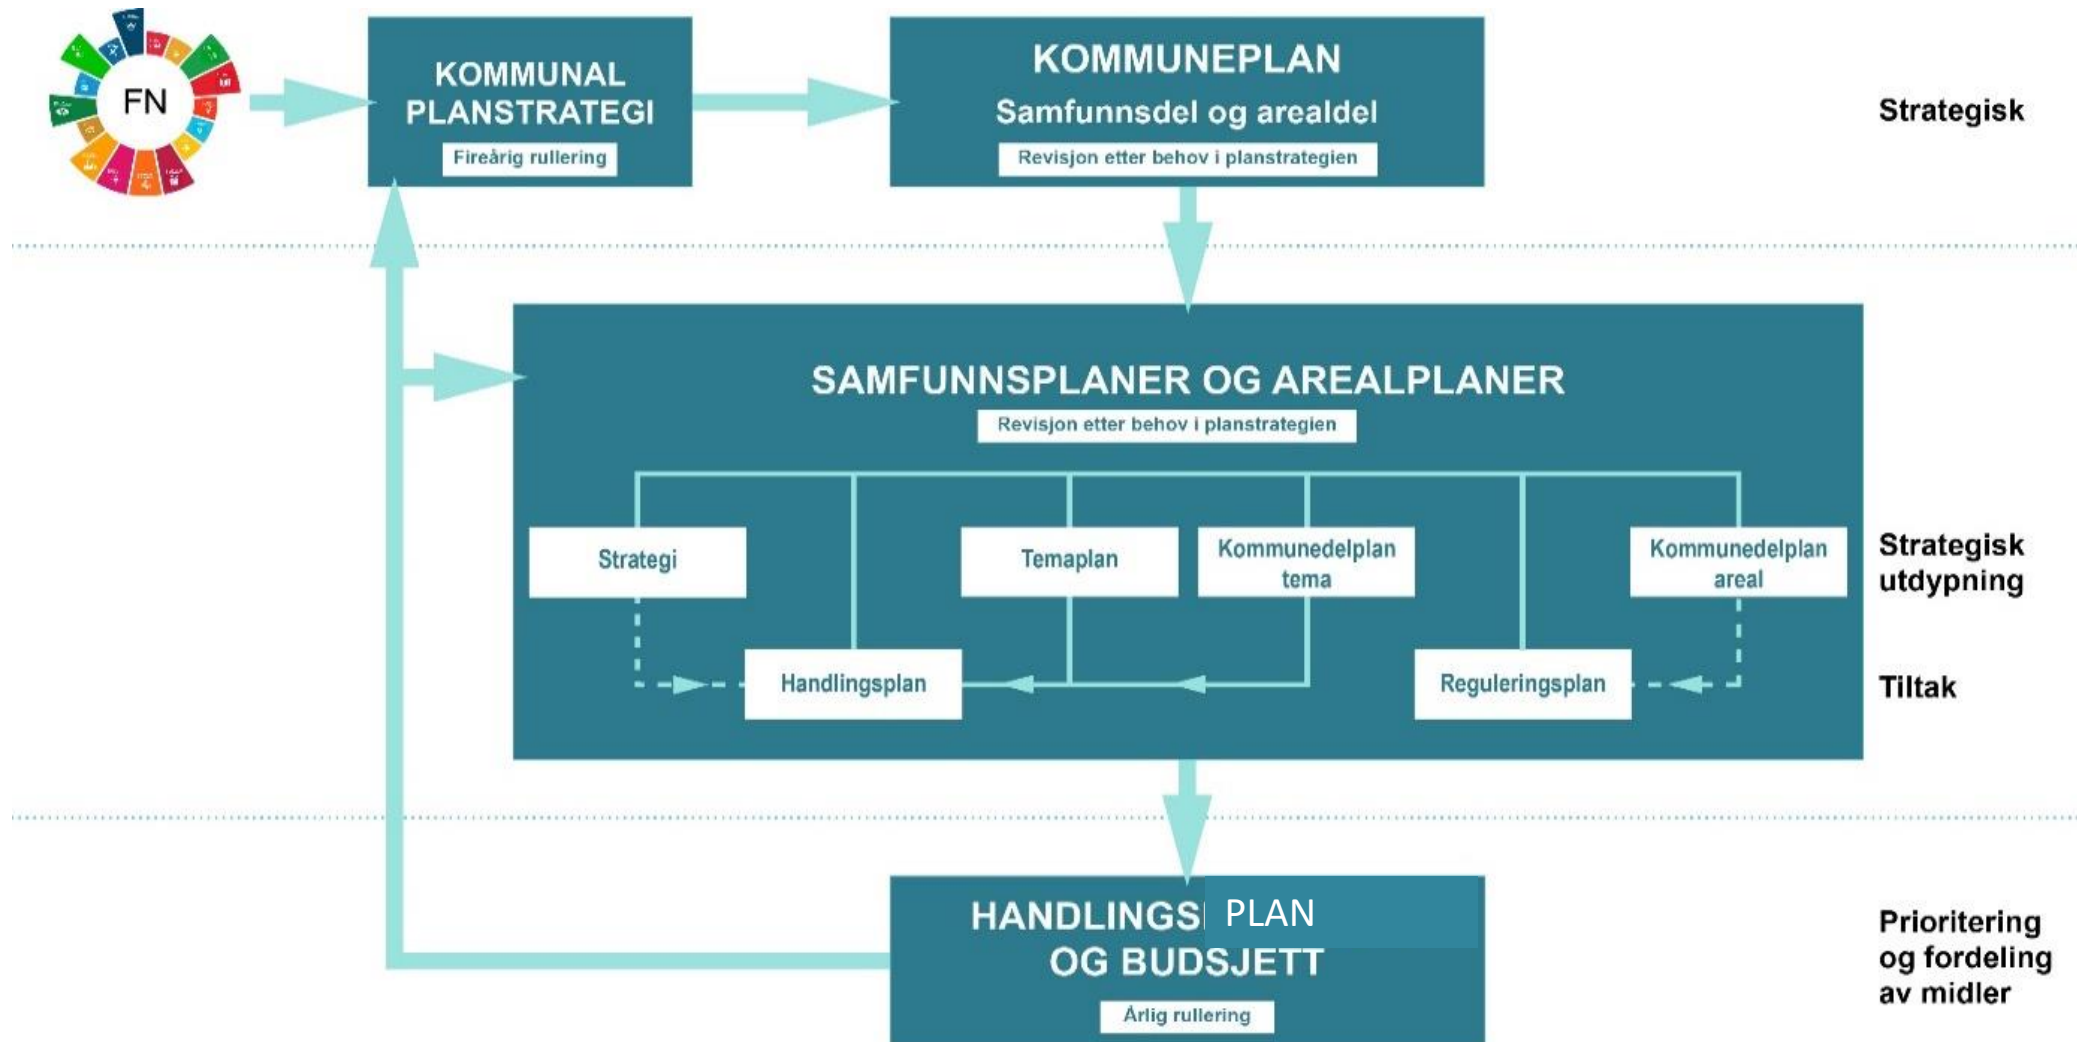 FN
KOMMUNAL
PLANSTRATEGI
Fireårig rullering
KOMMUNEPLAN
Samfunnsdel og arealdel
Revisjon etter behov i planstrategien
Strategisk
SAMFUNNSPLANER OG AREALPLANER
Revisjon etter behov i planstrategien
Strategi
Temaplan
Kommunedelplan
tema
Kommunedelplan
areal
Strategisk
utdypning
Handlingsplan
Reguleringsplan
Tiltak
HANDLINGS PLAN
OG BUDSJETT
Årlig rullering
Prioritering
og fordeling
av midler